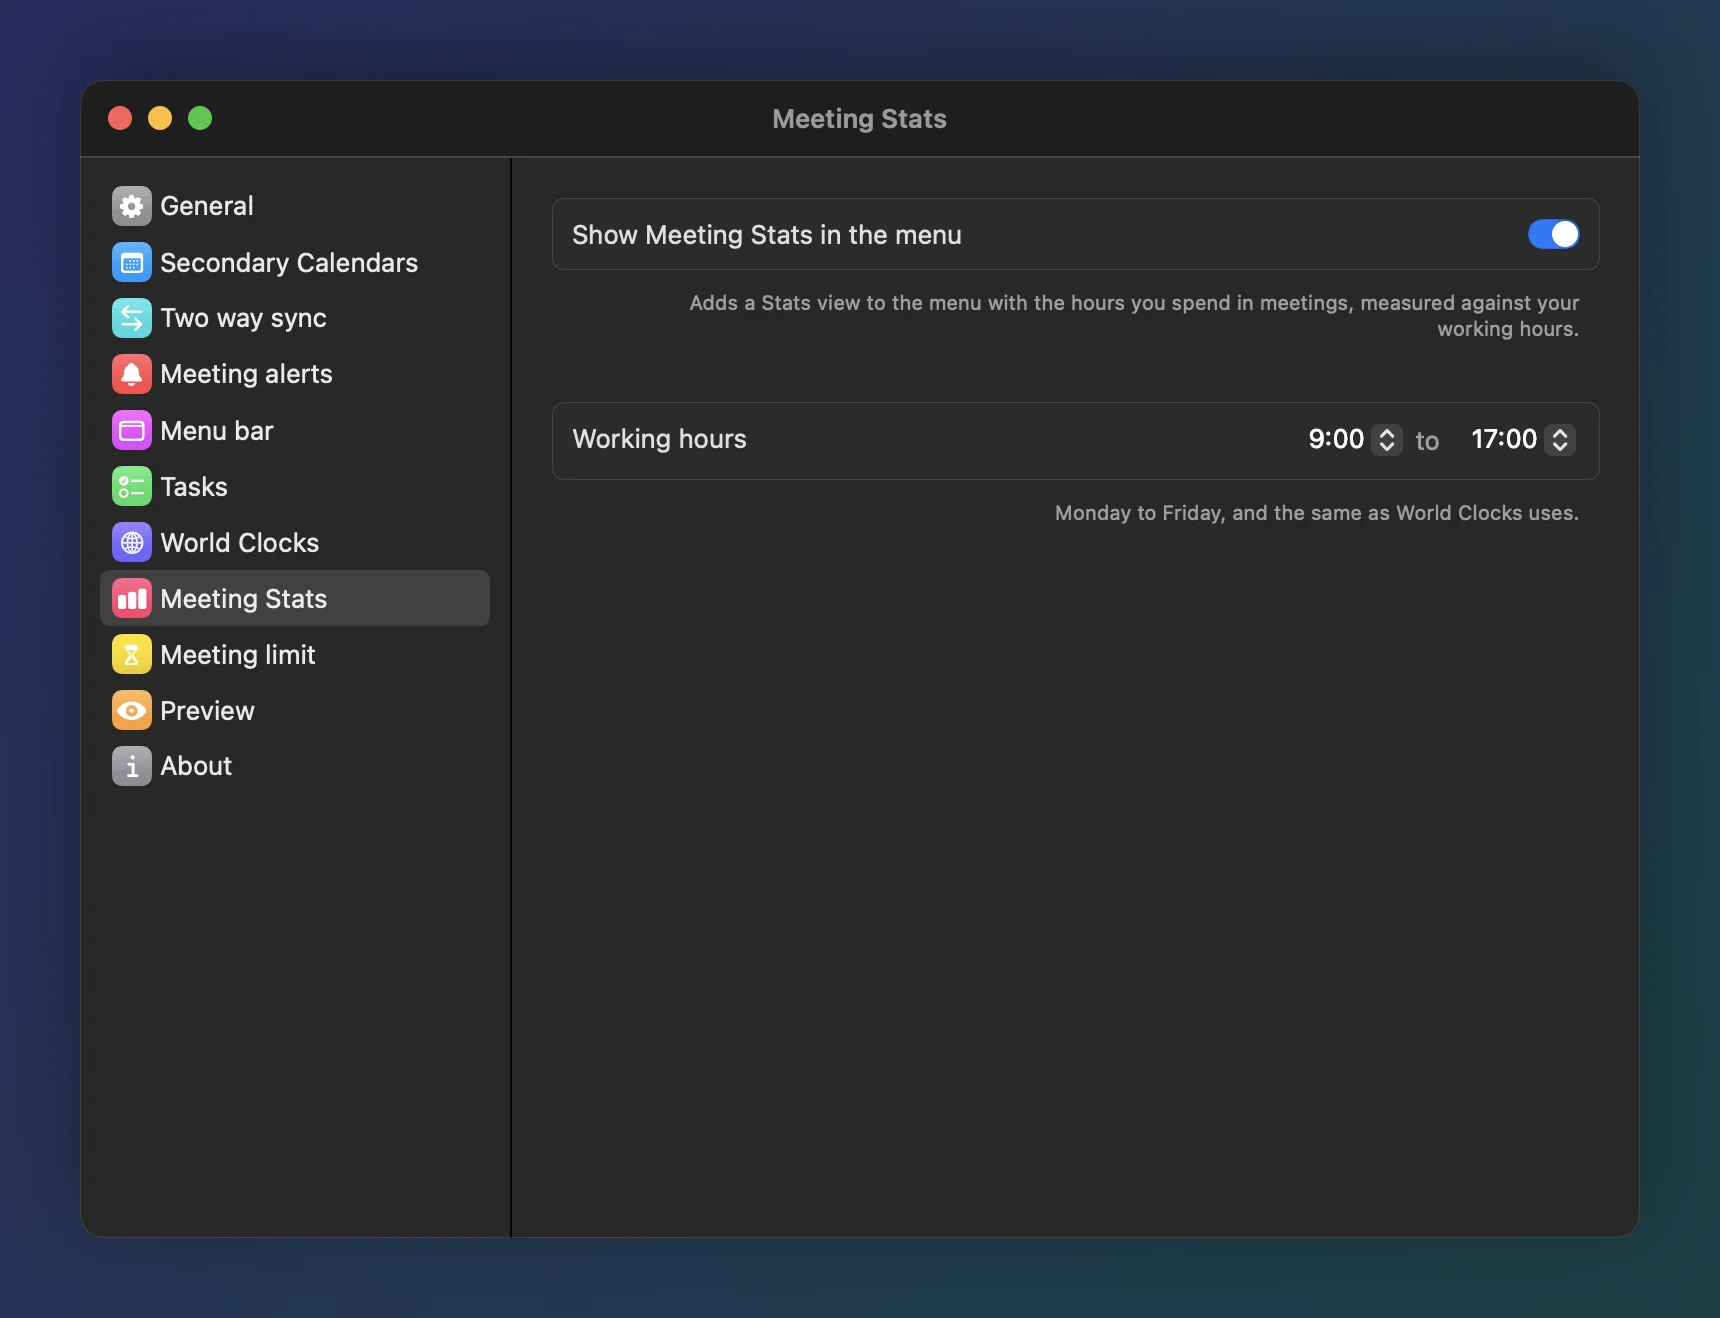 Meeting Stats
General
Secondary Calendars
Two way sync
Meeting alerts
Menu bar
Tasks
World Clocks
Meeting Stats
Meeting limit
Preview
About
Show Meeting Stats in the menu
Adds a Stats view to the menu with the hours you spend in meetings, measured against your
working hours.
Working hours 9:00 to 17:00
Monday to Friday, and the same as World Clocks uses.